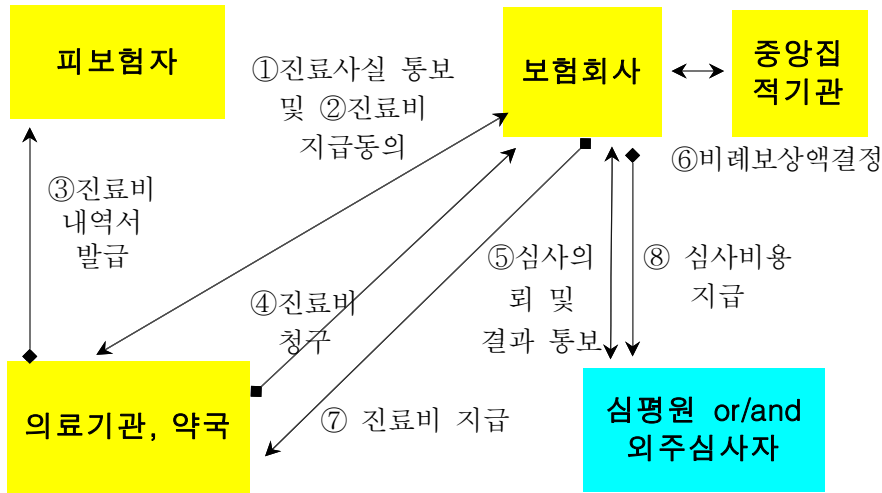 피보험자
①진료사실 통보
및 ②진료비
지급동의
보험회사
중앙집
적기관
⑥비례보상액결정
③진료비
내역서
발급
④진료비
청구
⑤심사의
뢰 및
결과 통보
⑧ 심사비용
지급
의료기관, 약국
⑦ 진료비 지급
심평원 or/and
외주심사자